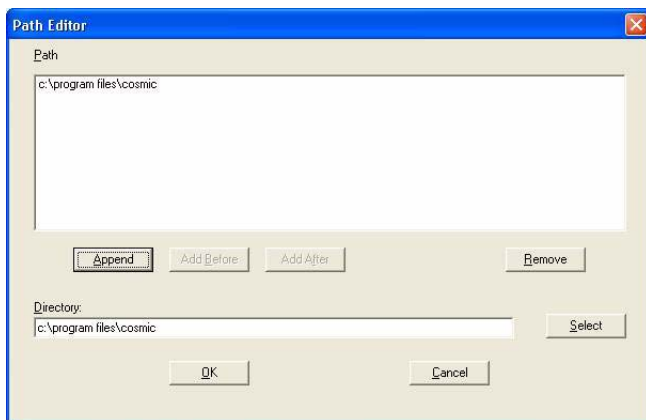 Path Editor
Path
c:\program files\cosmic
Append Add Before Add After Remove
Directory:
c:\program files\cosmic
Select
OK Cancel